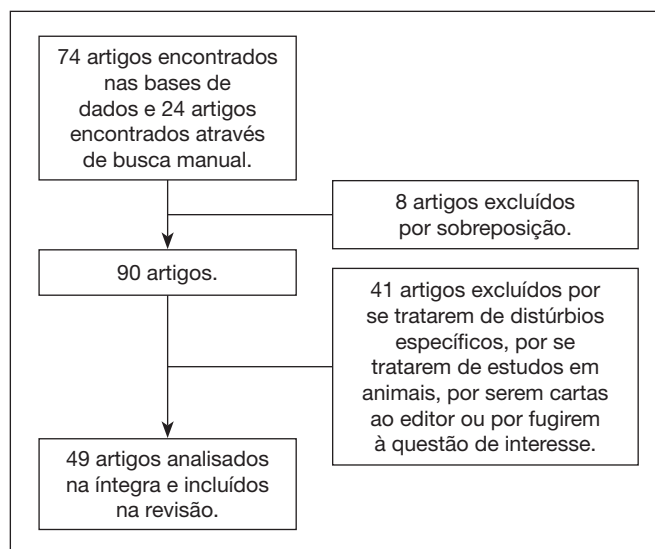 74 artigos encontrados
nas bases de
dados e 24 artigos
encontrados através
de busca manual.
8 artigos excluídos
por sobreposição.
90 artigos.
41 artigos excluídos por
se tratarem de distúrbios
específicos, por se
tratarem de estudos em
animais, por serem cartas
ao editor ou por fugirem
à questão de interesse.
49 artigos analisados
na íntegra e incluídos
na revisão.